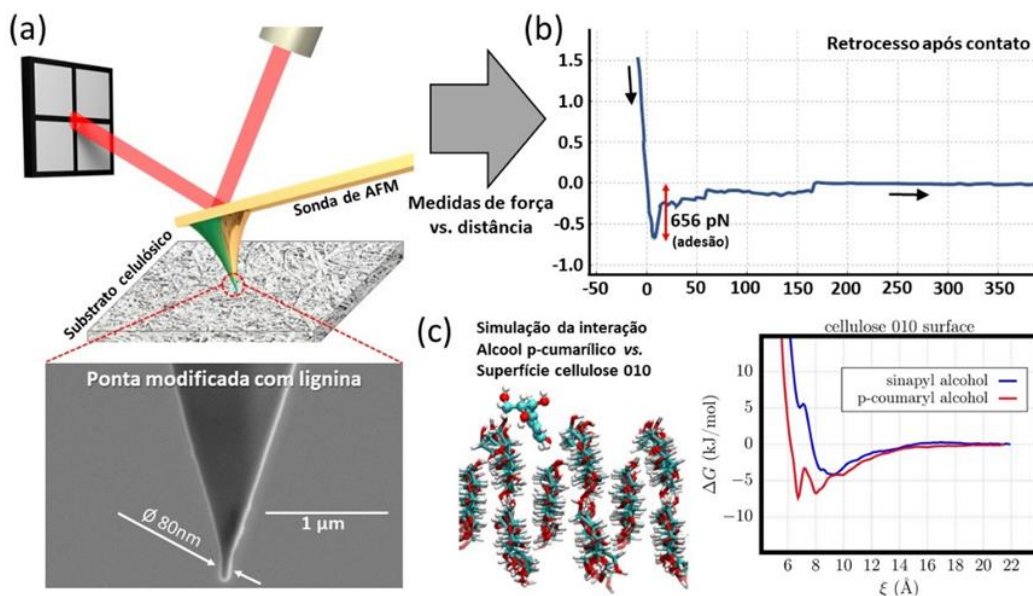 (a)
Sonda de AFM
Substrato celulósico
Ponta modificada com lignina
Ø 80nm
1 µm
Medidas de força
vs. distância
(b)
Retrocesso após contato
1.5
1.0
0.5
0.0
-0.5
-1.0
656 pN
(adesão)
-50 0 50 100 150 200 250 300 350
(c)
Simulação da interação
Alcool p-cumarílico vs.
Superfície cellulose 010
cellulose 010 surface
sinapyl alcohol
p-coumaryl alcohol
ΔG (kJ/mol)
10
5
0
−5
−10
6 8 10 12 14 16 18 20 22
ξ (Å)